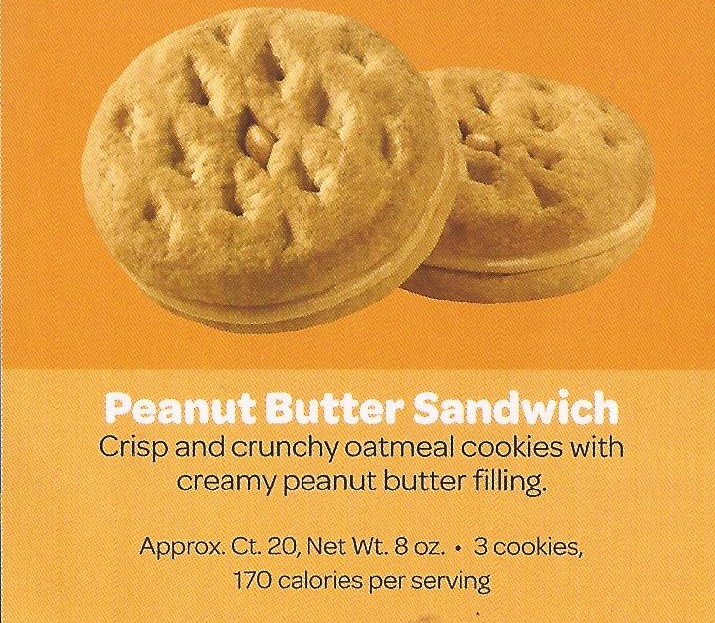 Peanut Butter Sandwich
Crisp and crunchy oatmeal cookies with
creamy peanut butter filling.
Approx. Ct. 20, Net Wt. 8 oz. • 3 cookies,
170 calories per serving